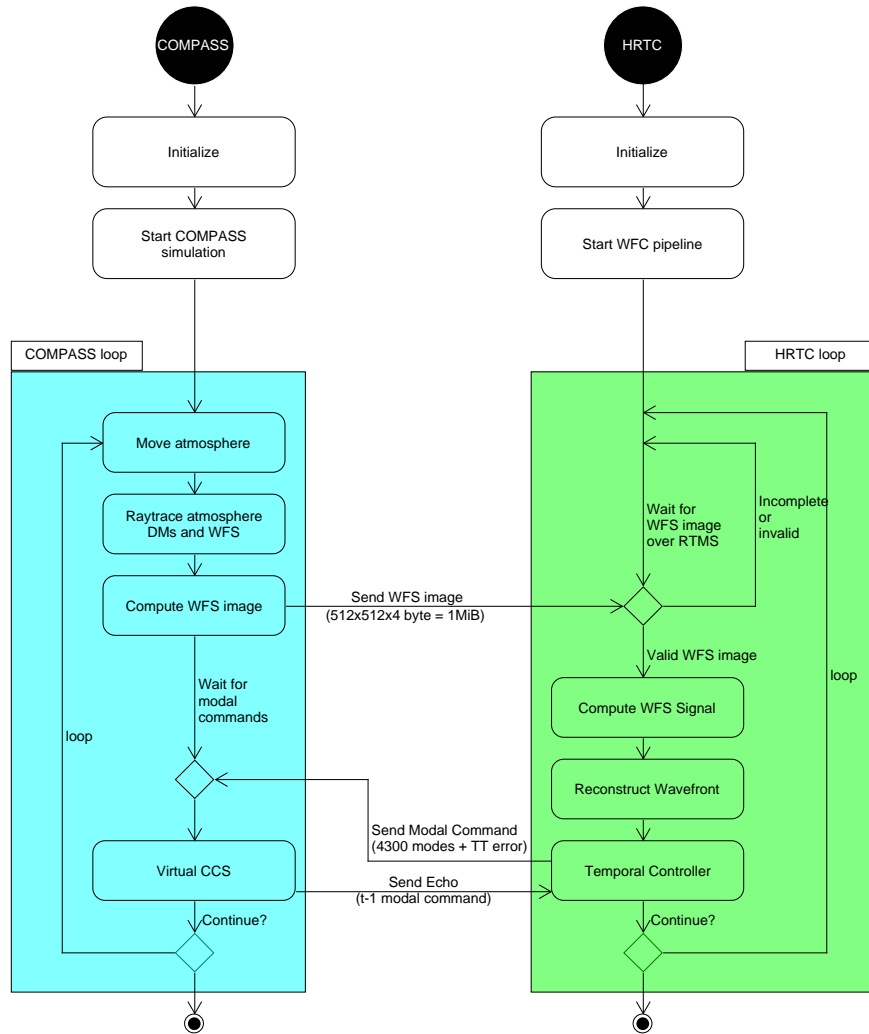 COMPASS
HRTC
Initialize
Initialize
Start COMPASS
simulation
Start WFC pipeline
COMPASS loop
HRTC loop
Move atmosphere
Raytrace atmosphere
DMs and WFS
Wait for
WFS image
over RTMS
Incomplete
or
invalid
Compute WFS image
Send WFS image
(512x512x4 byte = 1MiB)
Valid WFS image
Wait for
modal
commands
loop
loop
Compute WFS Signal
Reconstruct Wavefront
Send Modal Command
(4300 modes + TT error)
Virtual CCS
Temporal Controller
Send Echo
(t-1 modal command)
Continue?
Continue?